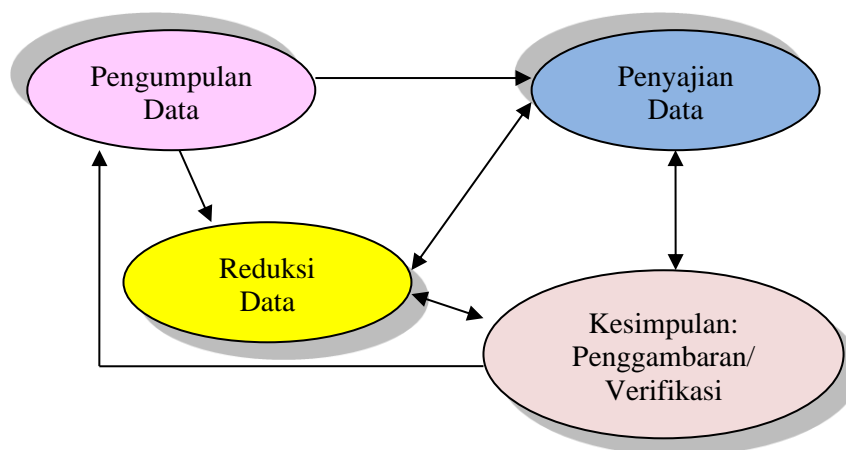 Pengumpulan
Data
Penyajian
Data
Reduksi
Data
Kesimpulan:
Penggambaran/
Verifikasi